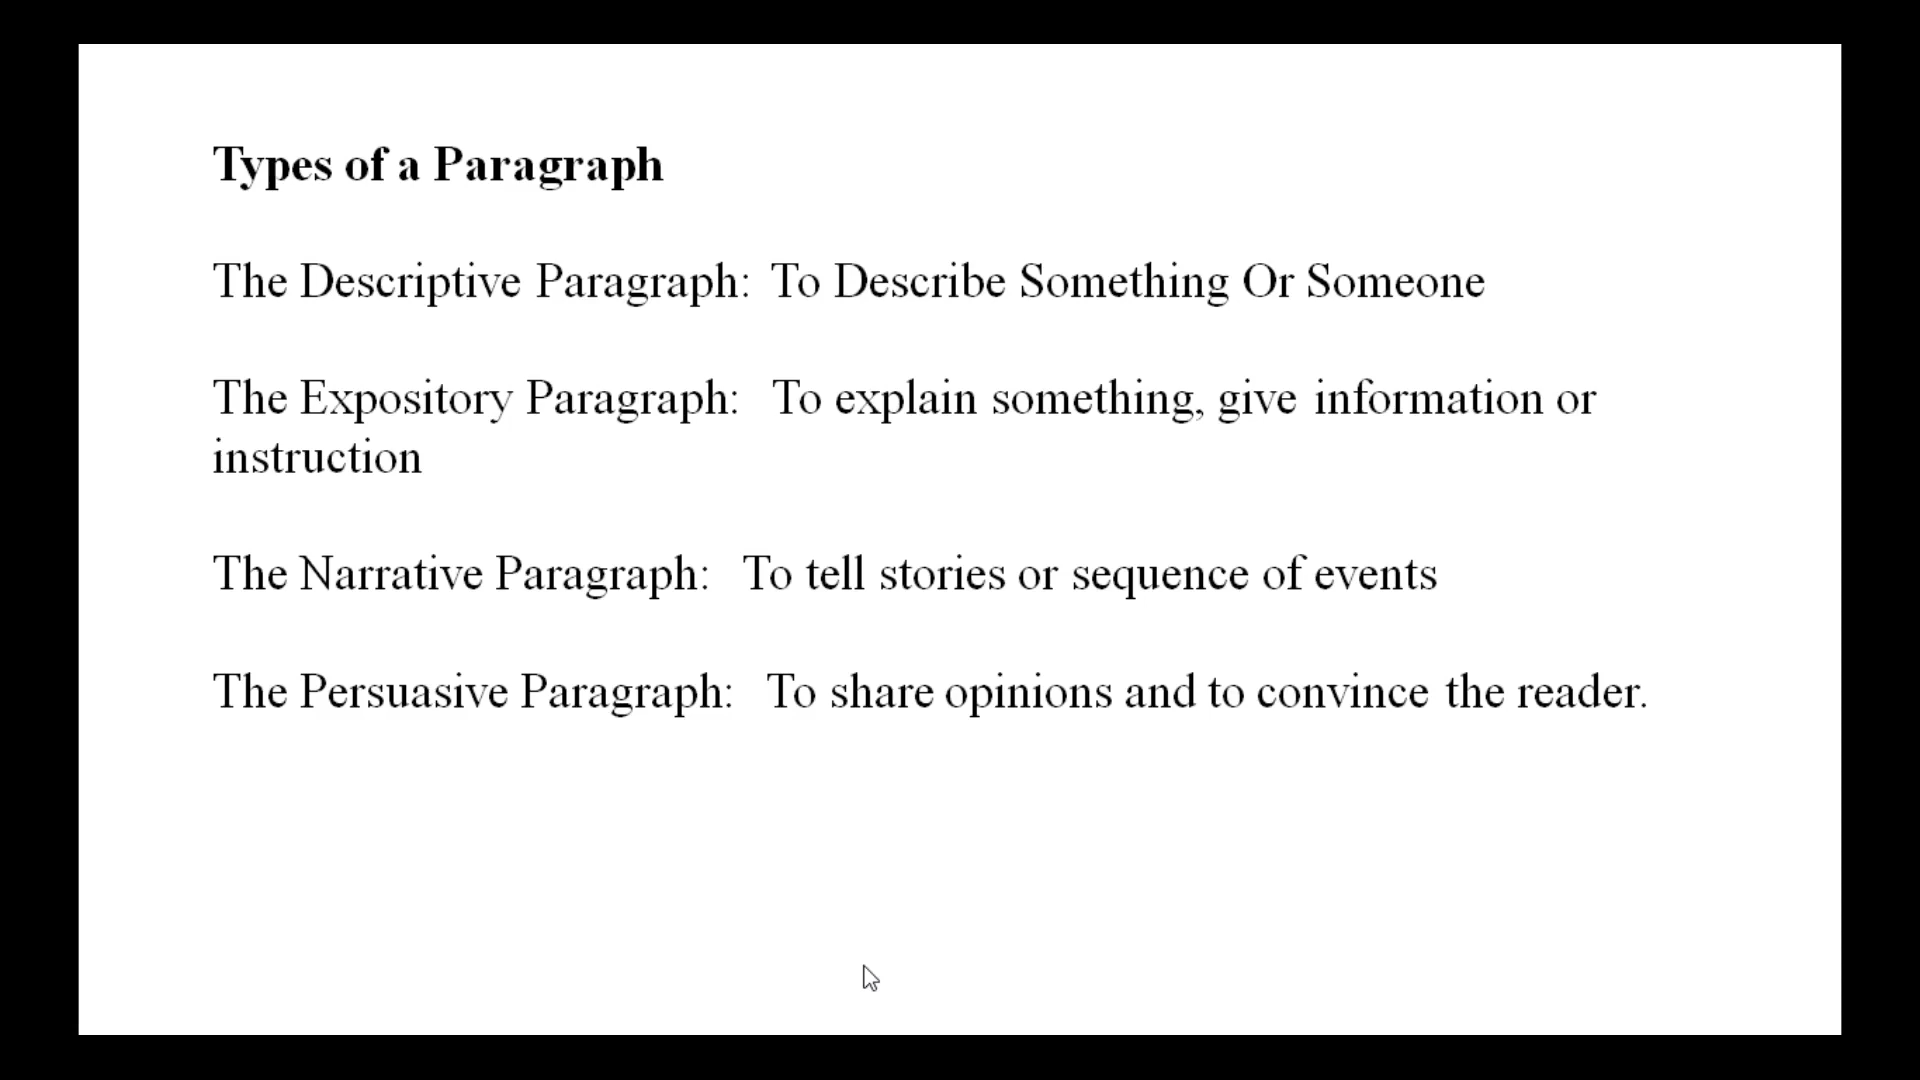 Types of a Paragraph
The Descriptive Paragraph: To Describe Something Or Someone
The Expository Paragraph: To explain something, give information or
instruction
The Narrative Paragraph: To tell stories or sequence of events
The Persuasive Paragraph: To share opinions and to convince the reader.